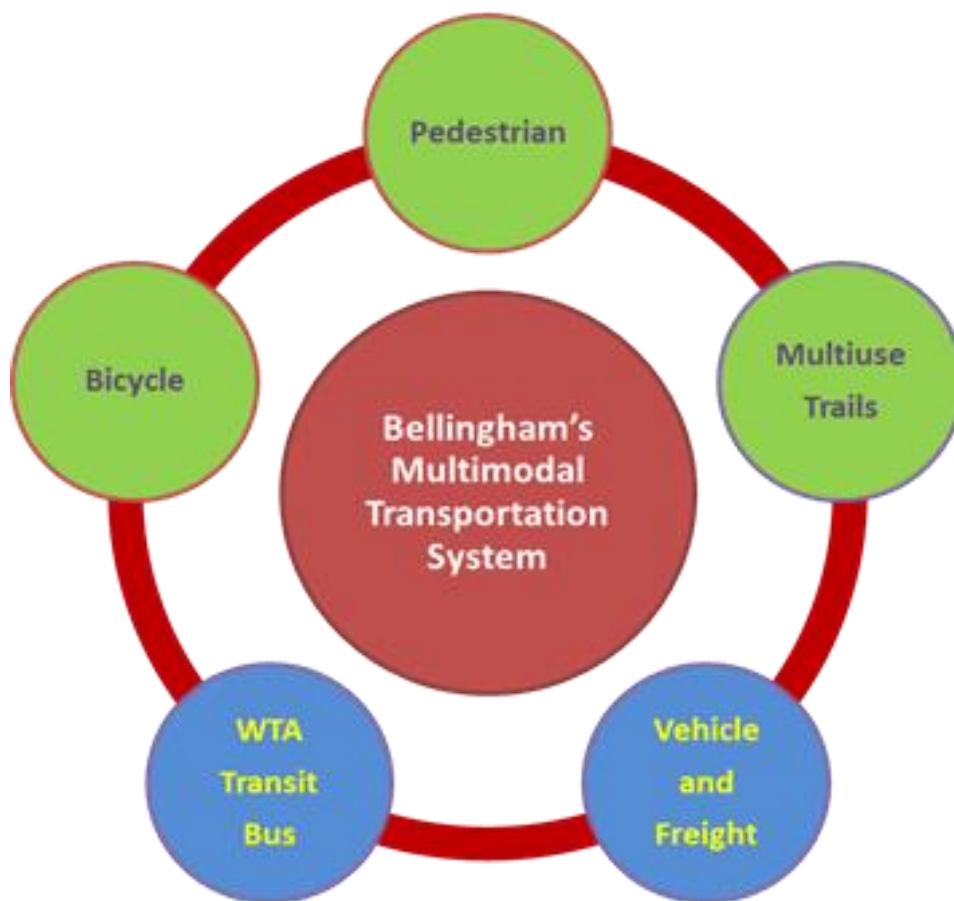 Pedestrian
Bicycle
Multiuse
Trails
Bellingham’s
Multimodal
Transportation
System
WTA
Transit
Bus
Vehicle
and
Freight